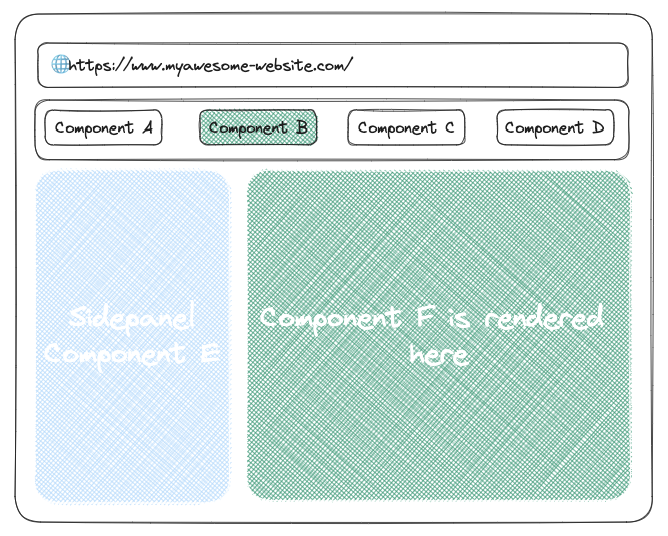 https://www.myawesome-website.com/
Component A
Component B
Component C
Component D
Sidepanel
Component E
Component F is rendered
here